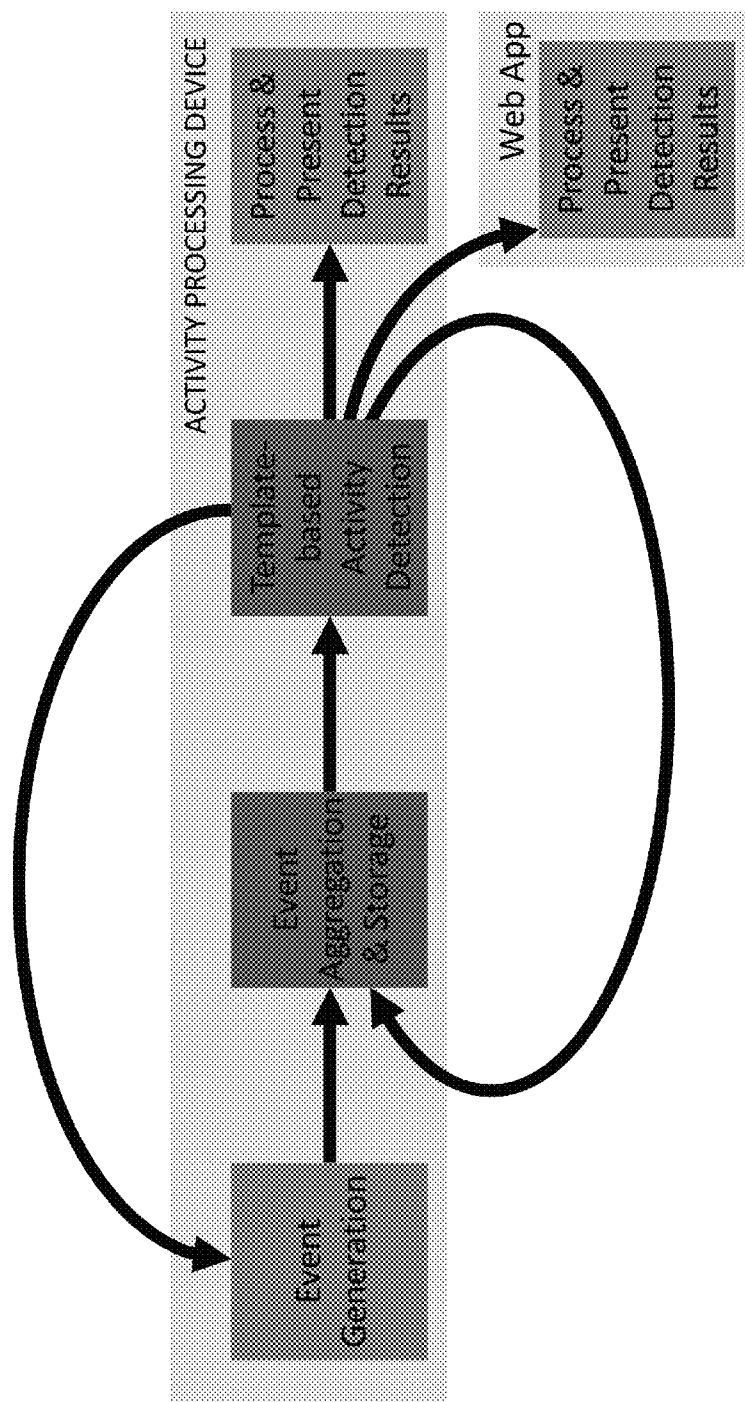 ACTIVITY PROCESSING DEVICE
Event
Generation
Event
Aggregation
& Storage
Template-
based
Activity
Detection
Process &
Present
Detection
Results
Web App
Process &
Present
Detection
Results